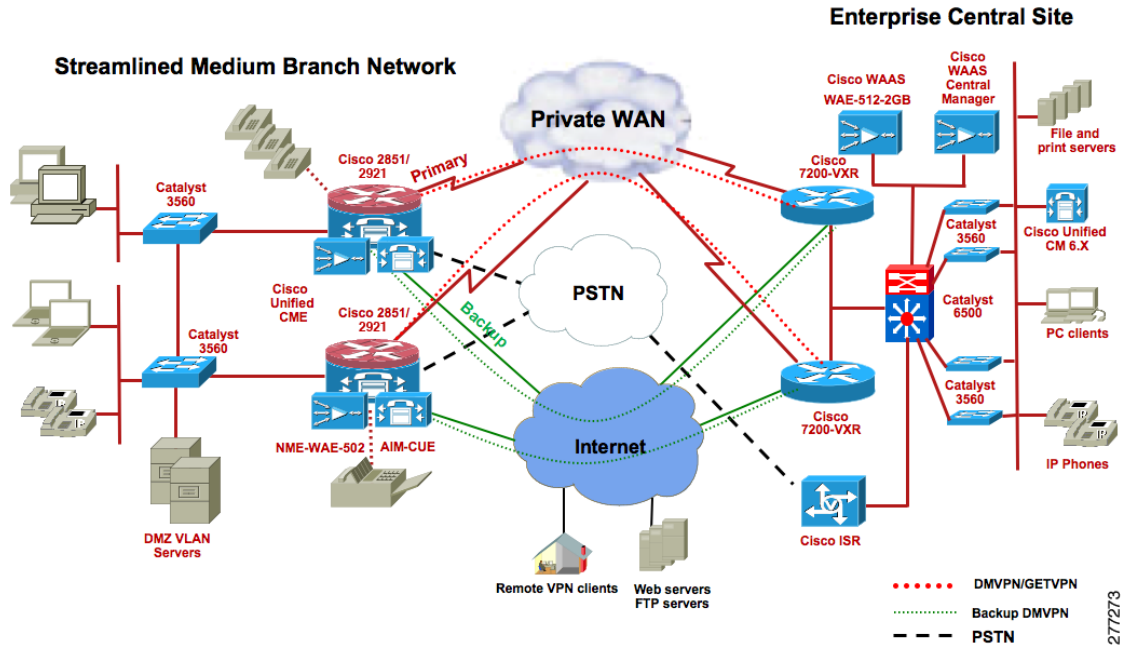 Enterprise Central Site
Streamlined Medium Branch Network
Cisco WAAS
WAE-512-2GB
Cisco
WAAS
Central
Manager
File and
print servers
Private WAN
Cisco 2851/
2921
Primary
Cisco
7200-VXR
Catalyst
3560
Catalyst
3560
Cisco Unified
CM 6.X
Cisco
Unified
CME
PSTN
Backup
Catalyst
6500
PC clients
Cisco 2851/
2921
Catalyst
3560
Catalyst
3560
Cisco
7200-VXR
IP
IP
NME-WAE-502
AIM-CUE
Internet
IP
IP
IP Phones
DMZ VLAN
Servers
V
Cisco ISR
Remote VPN clients
Web servers
FTP servers
DMVPN/GETVPN
Backup DMVPN
PSTN
277273